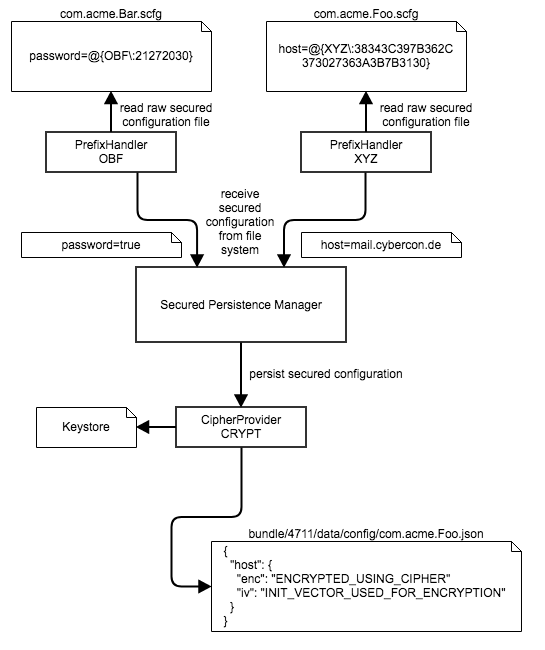 com.acme.Bar.scfg
com.acme.Foo.scfg
password=@{OBF\:21272030}
host=@{XYZ\:38343C397B362C
373027363A3B7B3130}
read raw secured
configuration file
read raw secured
configuration file
PrefixHandler
OBF
PrefixHandler
XYZ
receive
secured
configuration
from file
system
password=true
host=mail.cybercon.de
Secured Persistence Manager
persist secured configuration
Keystore
CipherProvider
CRYPT
bundle/4711/data/config/com.acme.Foo.json
{
"host": {
"enc": "ENCRYPTED_USING_CIPHER"
"iv": "INIT_VECTOR_USED_FOR_ENCRYPTION"
}
}